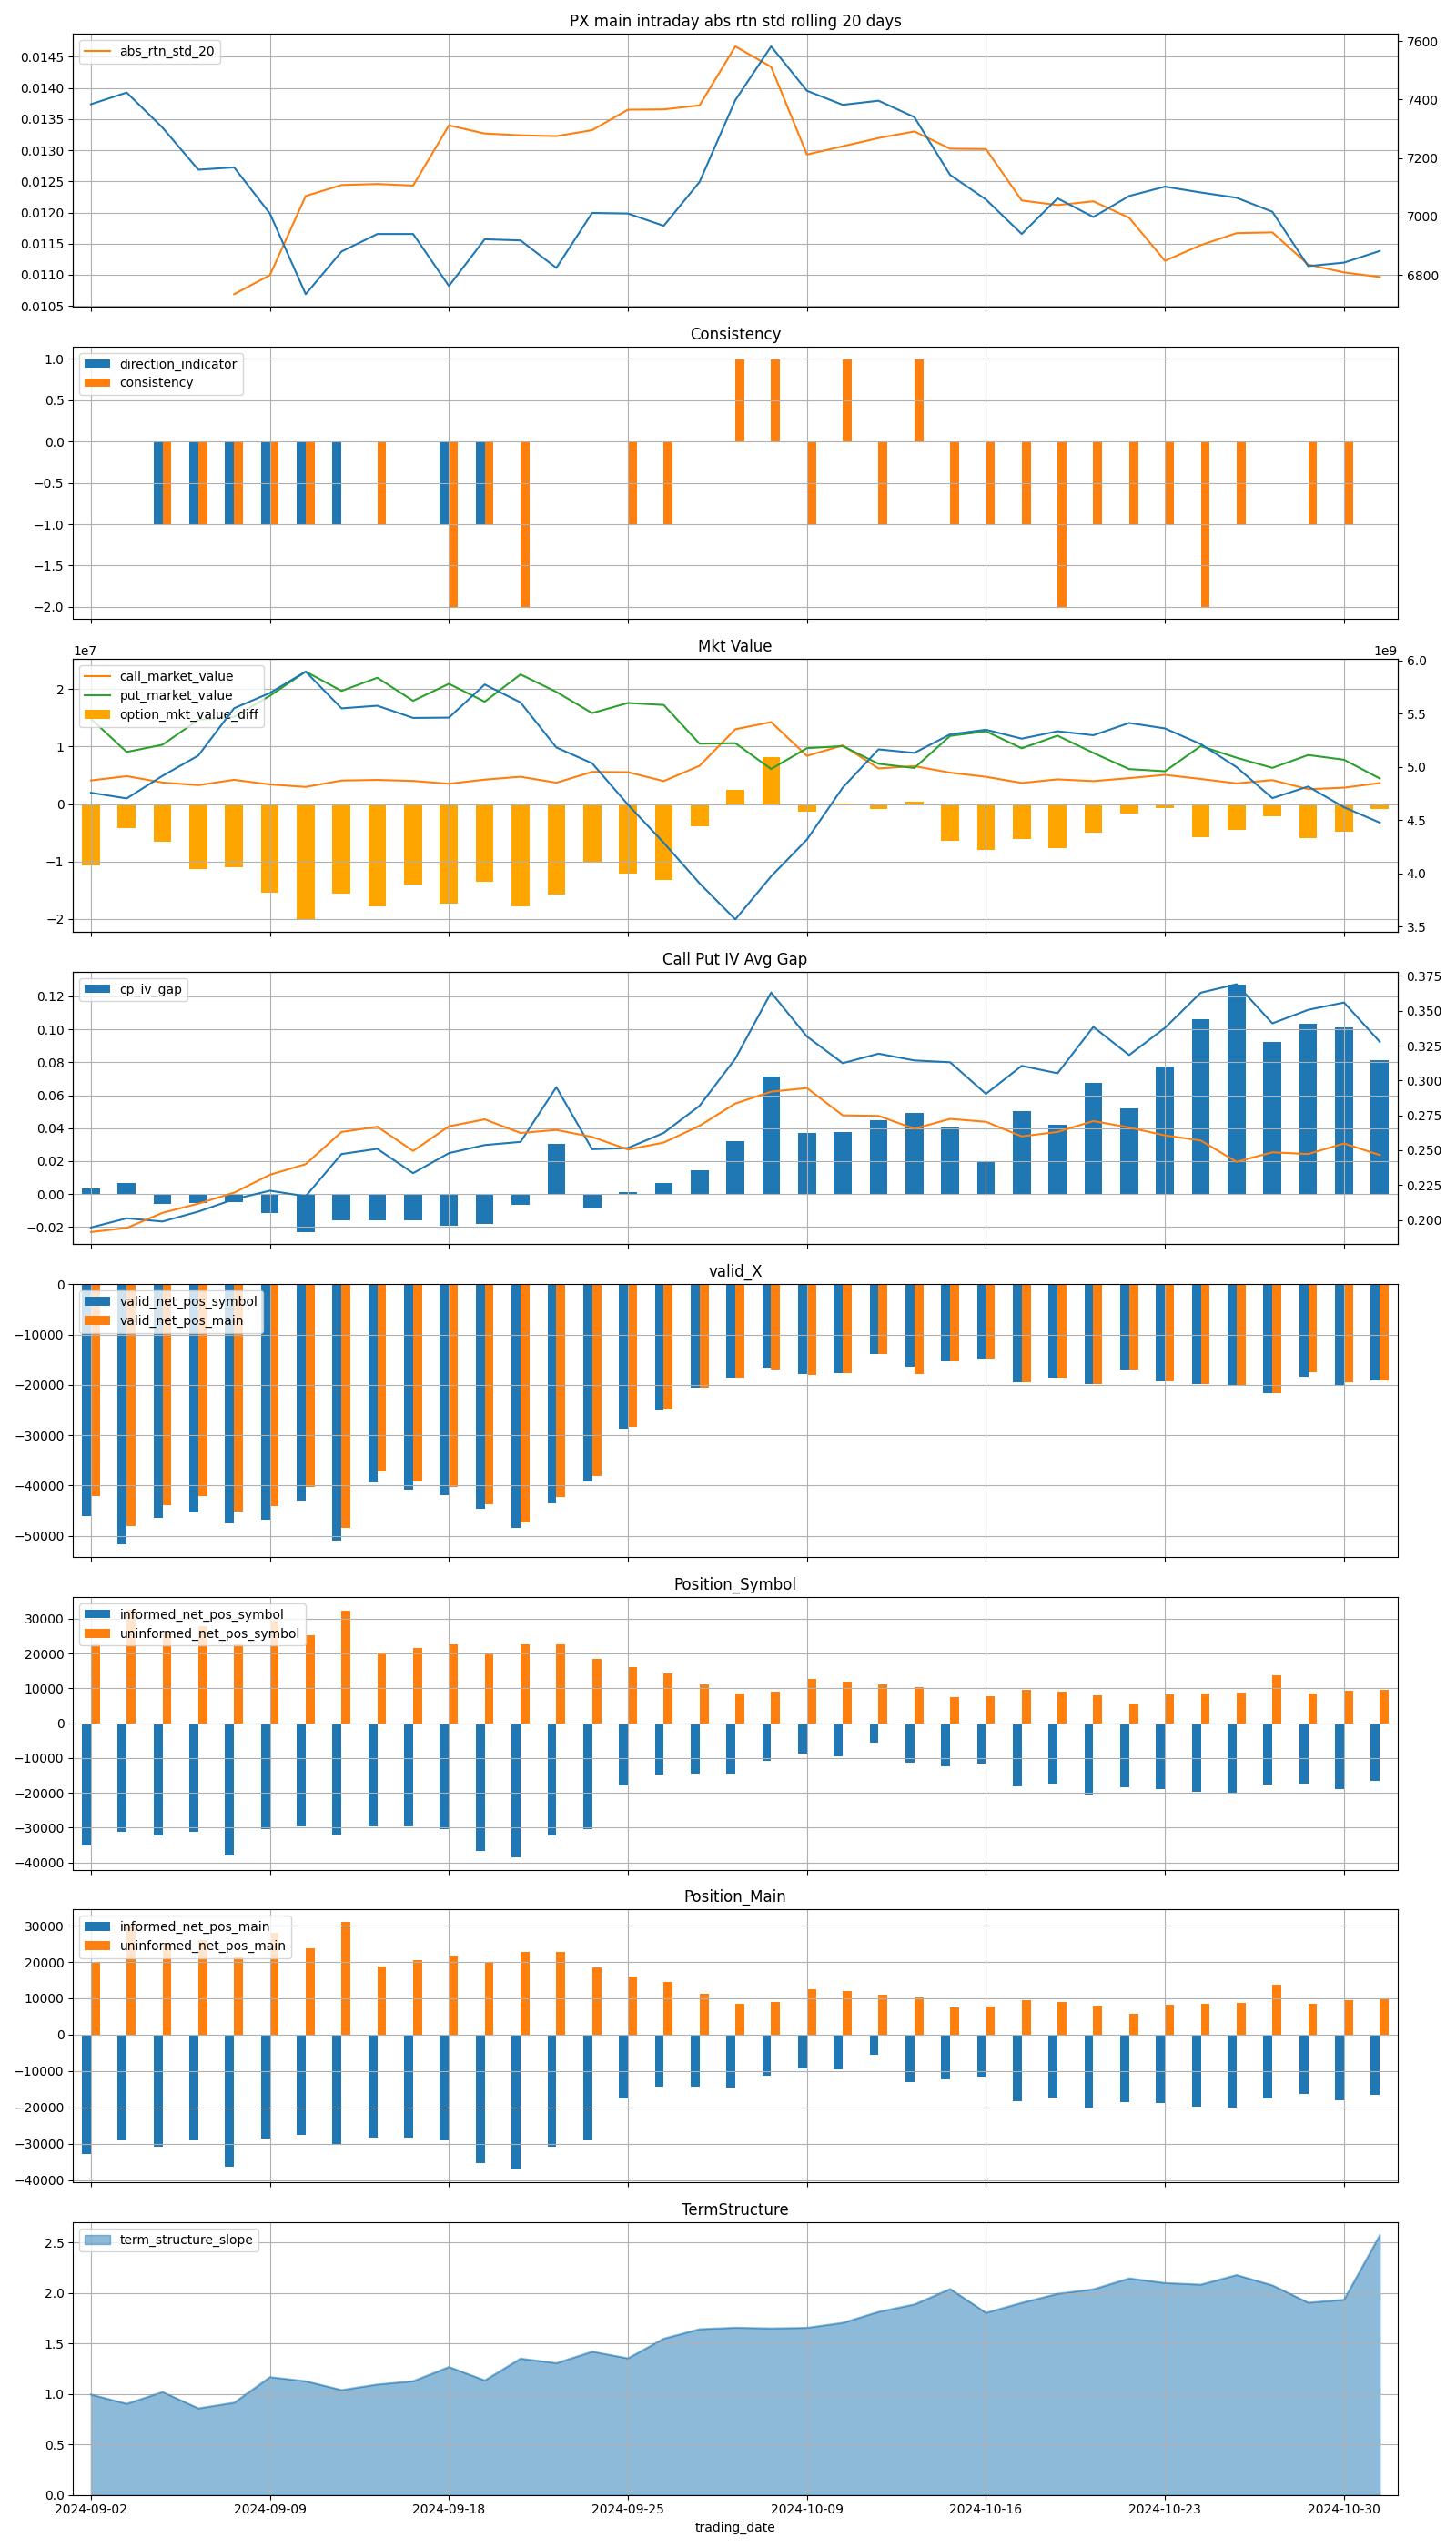 PX main intraday abs rtn std rolling 20 days
abs_rtn_std_20
0.0145
0.0140
0.0135
0.0130
0.0125
0.0120
0.0115
0.0110
0.0105
7600
7400
7200
7000
6800
Consistency
direction_indicator
consistency
1.0
0.5
0.0
−0.5
−1.0
−1.5
−2.0
Mkt Value
1e7
1e9
call_market_value
put_market_value
option_mkt_value_diff
2
1
0
−1
−2
6.0
5.5
5.0
4.5
4.0
3.5
Call Put IV Avg Gap
cp_iv_gap
0.12
0.10
0.08
0.06
0.04
0.02
0.00
−0.02
0.375
0.350
0.325
0.300
0.275
0.250
0.225
0.200
valid_X
valid_net_pos_symbol
valid_net_pos_main
0
−10000
−20000
−30000
−40000
−50000
Position_Symbol
informed_net_pos_symbol
uninformed_net_pos_symbol
30000
20000
10000
0
−10000
−20000
−30000
−40000
Position_Main
informed_net_pos_main
uninformed_net_pos_main
30000
20000
10000
0
−10000
−20000
−30000
−40000
TermStructure
term_structure_slope
2.5
2.0
1.5
1.0
0.5
0.0
2024-09-02 2024-09-09 2024-09-18 2024-09-25 2024-10-09 2024-10-16 2024-10-23 2024-10-30
trading_date